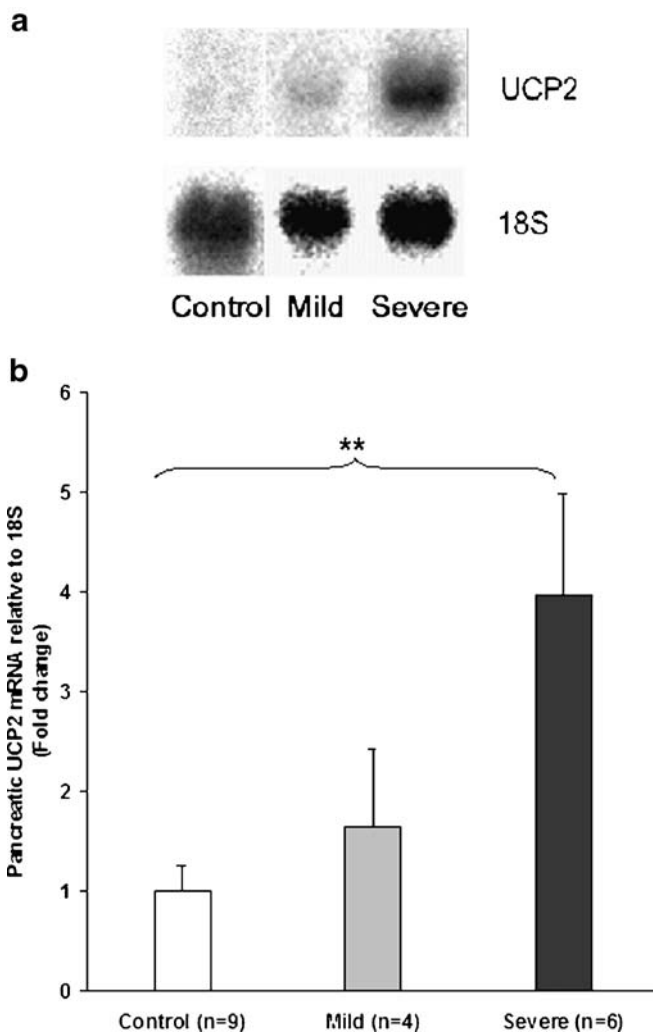 a
UCP2
18S
Control Mild Severe
b
Pancreatic UCP2 mRNA relative to 18S
(Fold change)
6
5
4
3
2
1
0
**
Control (n=9) Mild (n=4) Severe (n=6)